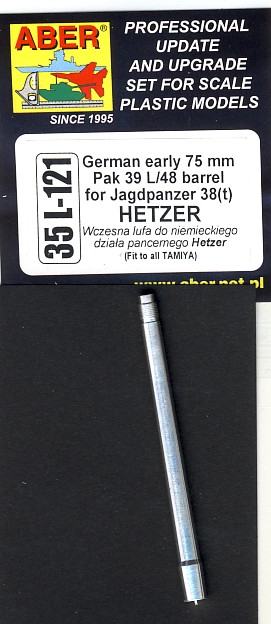 ABER®
SINCE 1995
PROFESSIONAL
UPDATE
AND UPGRADE
SET FOR SCALE
PLASTIC MODELS
35 L-121
German early 75 mm
Pak 39 L/48 barrel
for Jagdpanzer 38(t)
HETZER
Wczesna lufa do niemieckiego
działa pancernego Hetzer
(Fit to all TAMIYA)
www.aber.net.pl